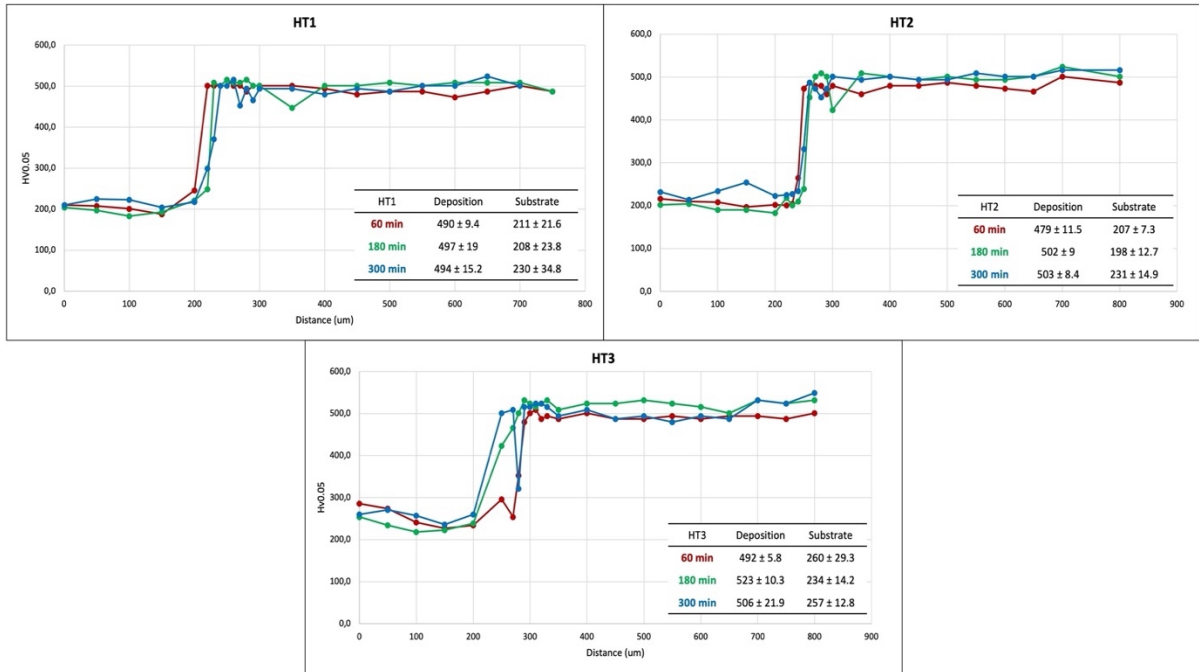 HT1
600,0
500,0
400,0
300,0
200,0
100,0
0,0
HV0.05
0 100 200 300 400 500 600 700 800
Distance (um)
HT1 Deposition Substrate
60 min 490 ± 9.4 211 ± 21.6
180 min 497 ± 19 208 ± 23.8
300 min 494 ± 15.2 230 ± 34.8
HT2
600,0
500,0
400,0
300,0
200,0
100,0
0,0
0 100 200 300 400 500 600 700 800 900
HT2 Deposition Substrate
60 min 479 ± 11.5 207 ± 7.3
180 min 502 ± 9 198 ± 12.7
300 min 503 ± 8.4 231 ± 14.9
HT3
600,0
500,0
400,0
300,0
200,0
100,0
0,0
Hv0.05
0 100 200 300 400 500 600 700 800 900
Distance (um)
HT3 Deposition Substrate
60 min 492 ± 5.8 260 ± 29.3
180 min 523 ± 10.3 234 ± 14.2
300 min 506 ± 21.9 257 ± 12.8